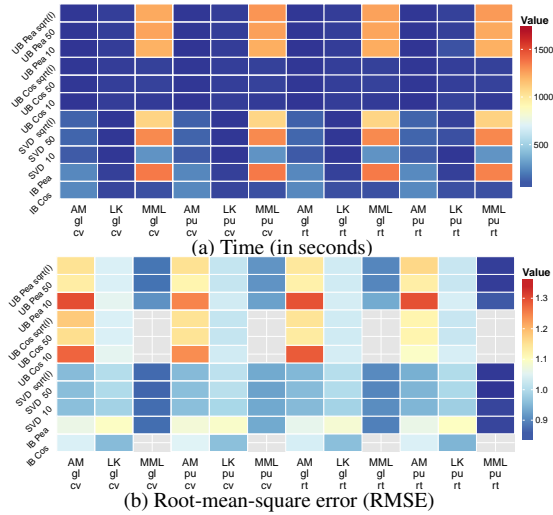 UB Pea sqrt(I)
UB Pea 50
UB Pea 10
UB Cos sqrt(I)
UB Cos 50
UB Cos 10
SVD sqrt(I)
SVD 50
SVD 10
IB Pea
IB Cos
Value
1500
1000
500
AM LK MML AM LK MML AM LK MML AM LK MML
gl gl gl pu pu pu gl gl gl pu pu pu
cv cv cv cv cv cv rt rt rt rt rt rt
(a) Time (in seconds)
UB Pea sqrt(I)
UB Pea 50
UB Pea 10
UB Cos sqrt(I)
UB Cos 50
UB Cos 10
SVD sqrt(I)
SVD 50
SVD 10
IB Pea
IB Cos
Value
1.3
1.2
1.1
1.0
0.9
AM LK MML AM LK MML AM LK MML AM LK MML
gl gl gl pu pu pu gl gl gl pu pu pu
cv cv cv cv cv cv rt rt rt rt rt rt
(b) Root-mean-square error (RMSE)